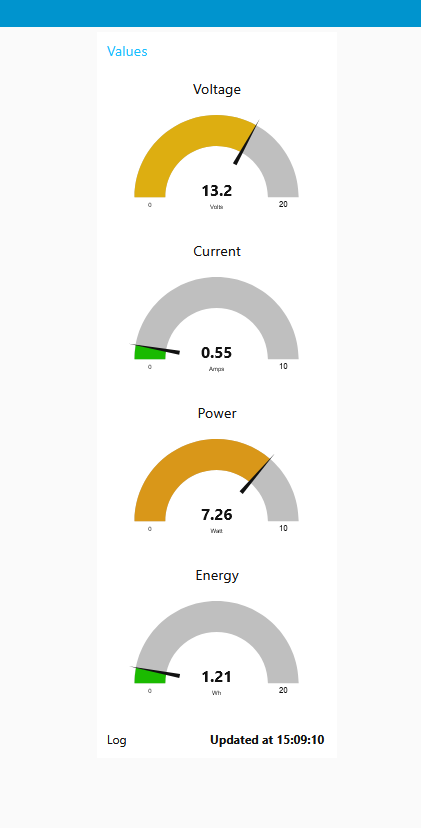 Values
Voltage
13.2
Volts
0 20
Current
0.55
Amps
0 10
Power
7.26
Watt
0 10
Energy
1.21
Wh
0 20
Log Updated at 15:09:10